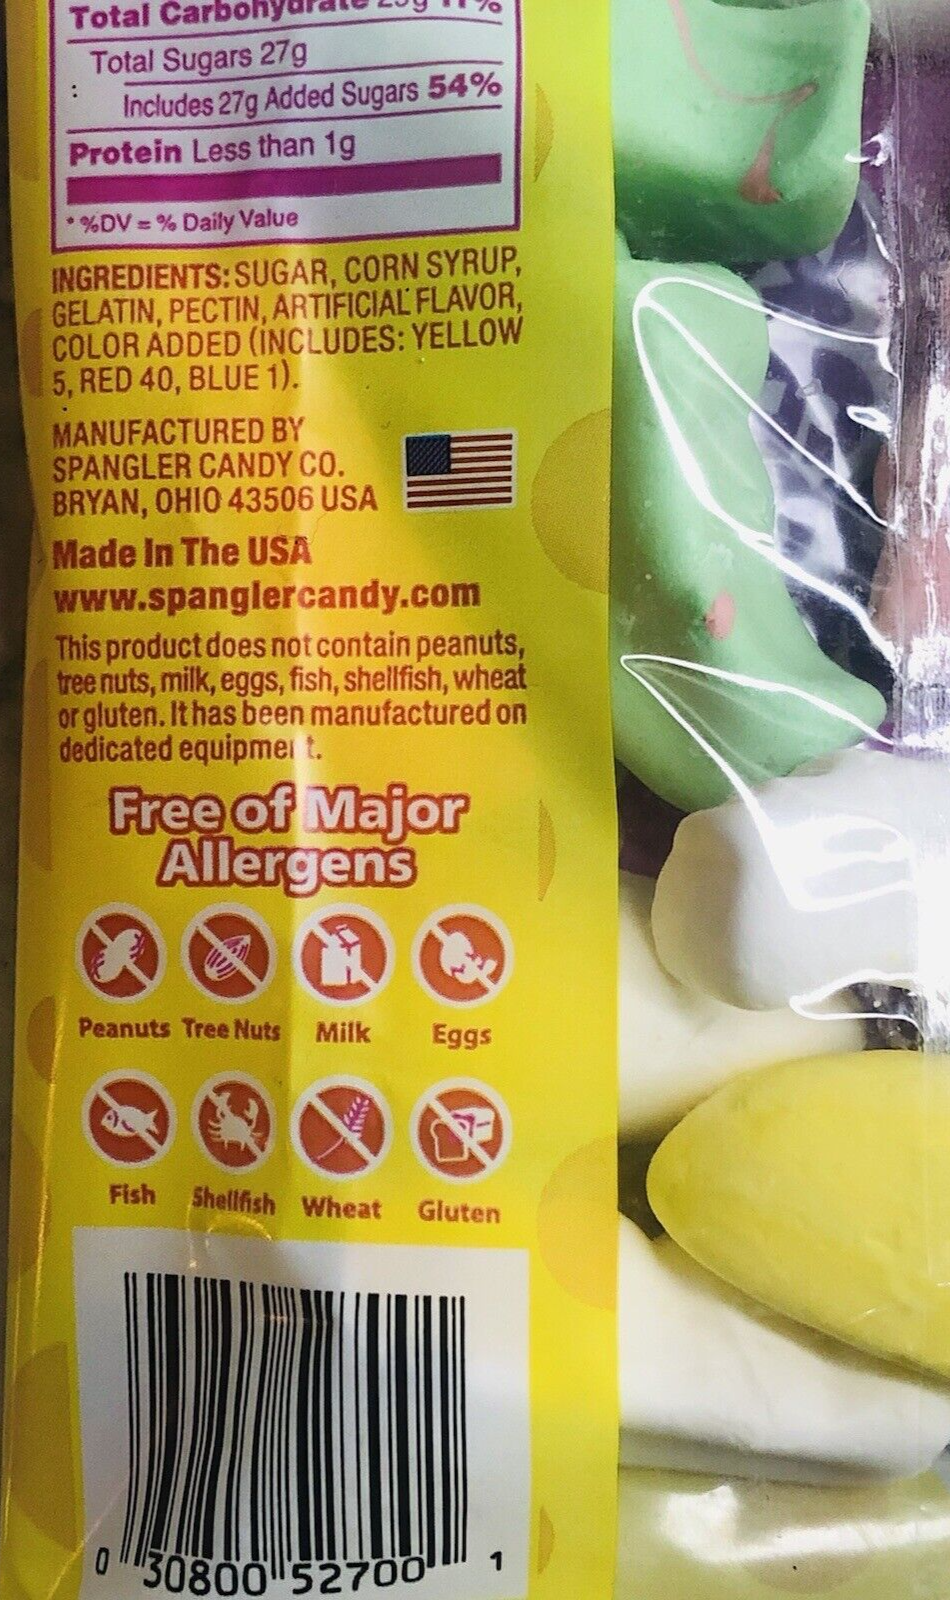 Total Carbohydrate 29g 11%
Total Sugars 27g
Includes 27g Added Sugars 54%
Protein Less than 1g
* %DV = % Daily Value
INGREDIENTS: SUGAR, CORN SYRUP,
GELATIN, PECTIN, ARTIFICIAL FLAVOR,
COLOR ADDED (INCLUDES: YELLOW
5, RED 40, BLUE 1).
MANUFACTURED BY
SPANGLER CANDY CO.
BRYAN, OHIO 43506 USA
Made In The USA
www.spanglercandy.com
This product does not contain peanuts,
tree nuts, milk, eggs, fish, shellfish, wheat
or gluten. It has been manufactured on
dedicated equipment.
Free of Major
Allergens
Peanuts Tree Nuts Milk Eggs
Fish Shellfish Wheat Gluten
0 30800 52700 1